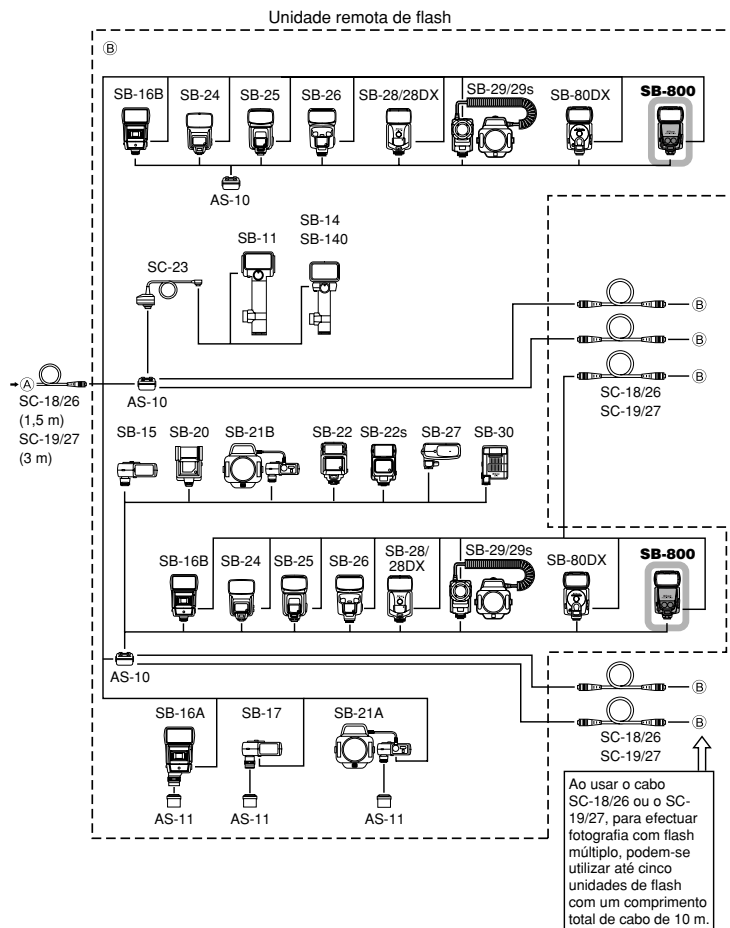 Unidade remota de flash
B
SB-16B SB-24 SB-25 SB-26 SB-28/28DX SB-29/29s SB-80DX SB-800
AS-10
SB-14
SB-140
SB-11
SC-23
B
B
A
B
SC-18/26
(1,5 m)
SC-19/27
(3 m)
AS-10
SC-18/26
SC-19/27
SB-15 SB-20 SB-21B SB-22 SB-22s SB-27 SB-30
SB-16B SB-24 SB-25 SB-26 SB-28/
28DX
SB-29/29s SB-80DX SB-800
AS-10
B
B
SC-18/26
SC-19/27
SB-16A SB-17 SB-21A
AS-11 AS-11 AS-11
Ao usar o cabo
SC-18/26 ou o SC-
19/27, para efectuar
fotografia com flash
múltiplo, podem-se
utilizar até cinco
unidades de flash
com um comprimento
total de cabo de 10 m.